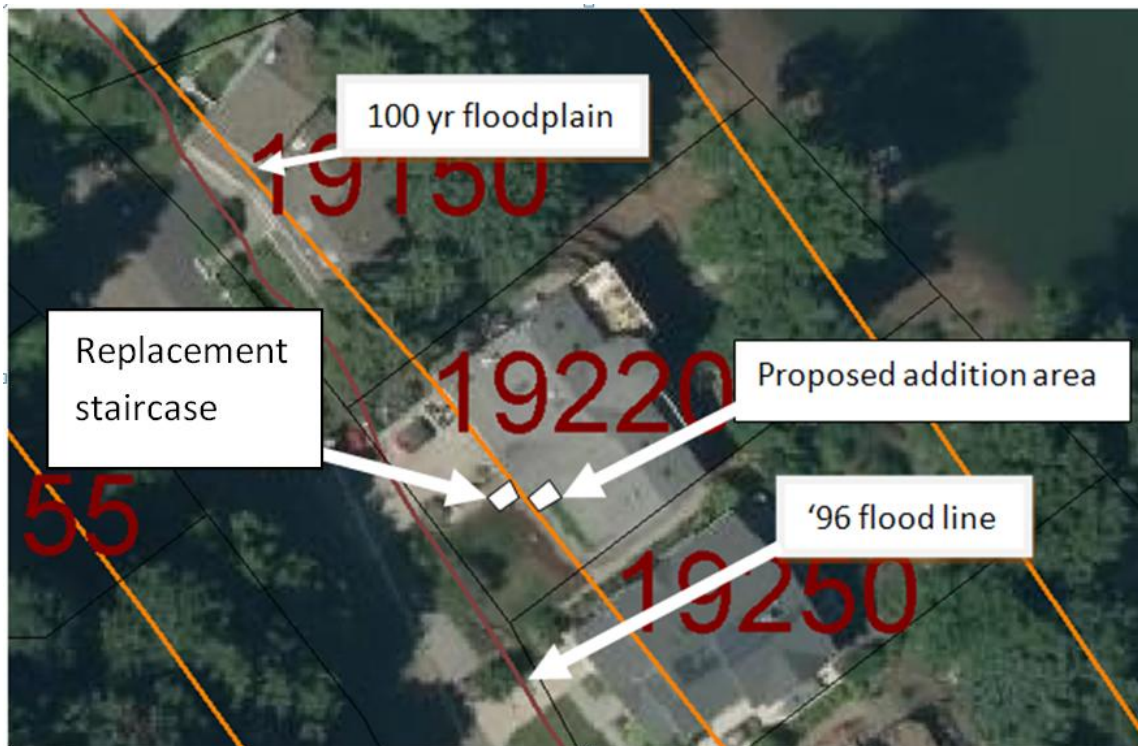 100 yr floodplain
19150
Replacement
staircase
19220
Proposed addition area
55
'96 flood line
19250